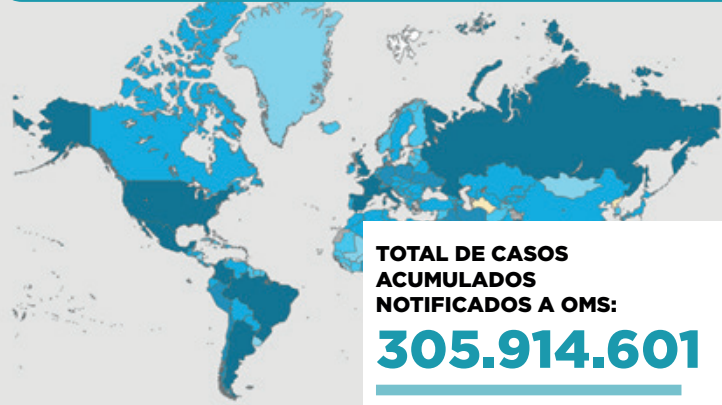 TOTAL DE CASOS
ACUMULADOS
NOTIFICADOS A OMS:
305.914.601